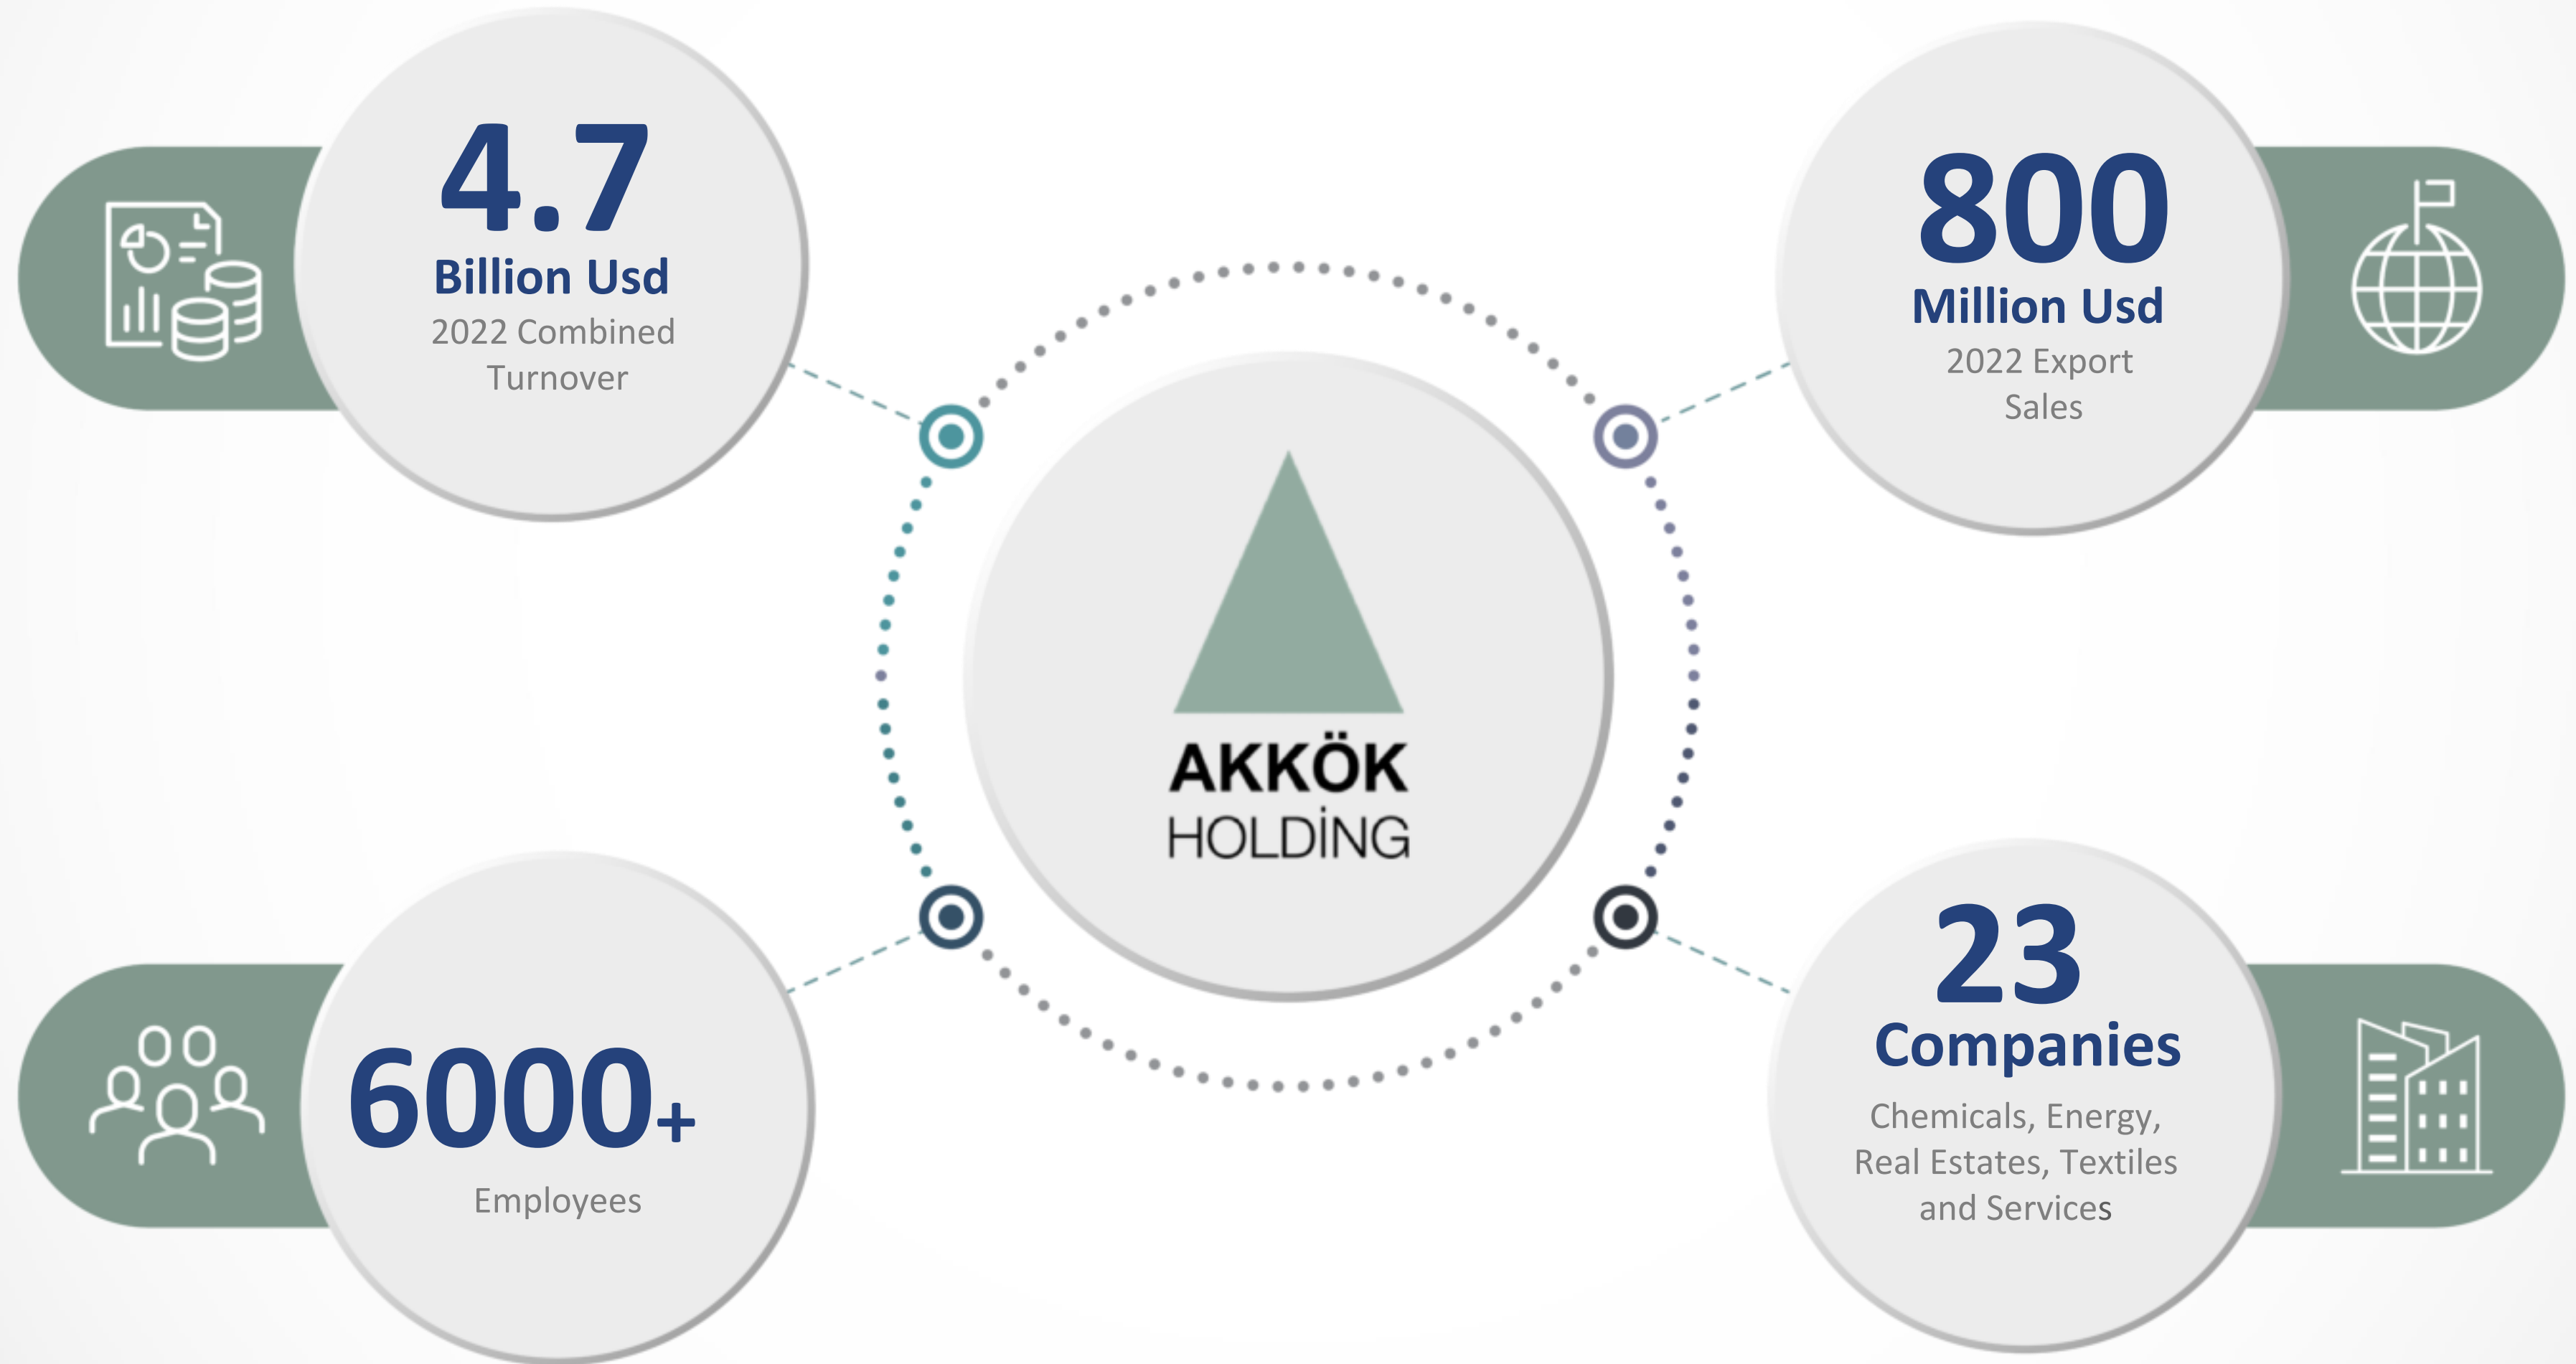 4.7
Billion Usd
2022 Combined
Turnover
800
Million Usd
2022 Export
Sales
AKKÖK
HOLDİNG
6000+
Employees
23
Companies
Chemicals, Energy,
Real Estates, Textiles
and Services